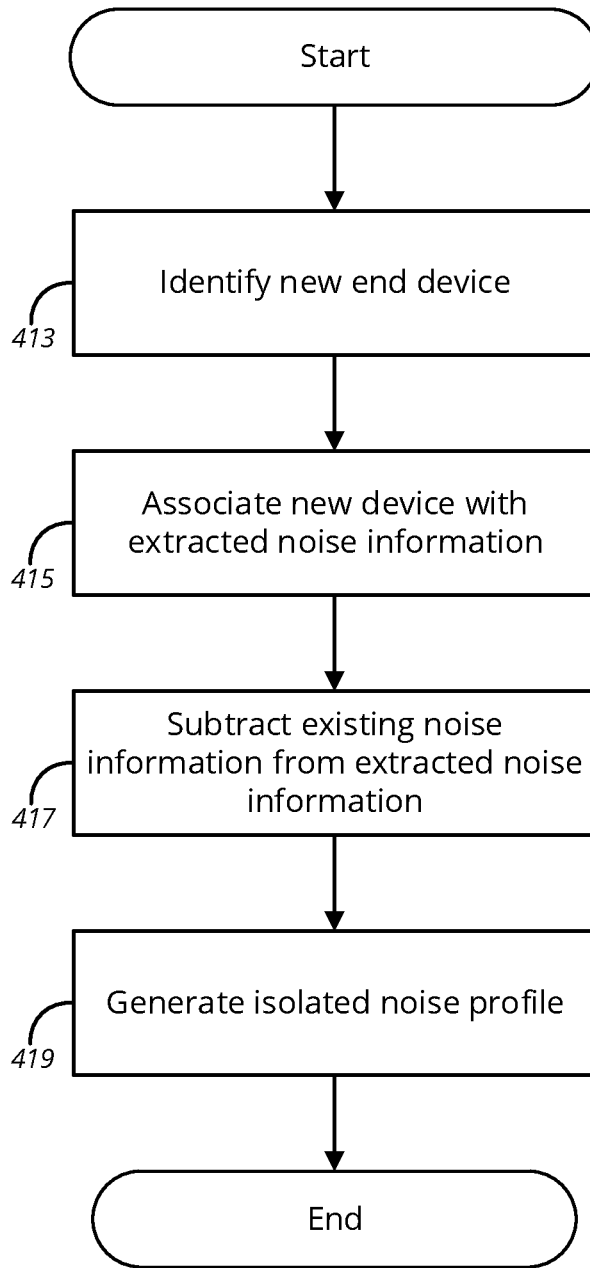 Start
Identify new end device
413
Associate new device with
extracted noise information
415
Subtract existing noise
information from extracted noise
information
417
Generate isolated noise profile
419
End